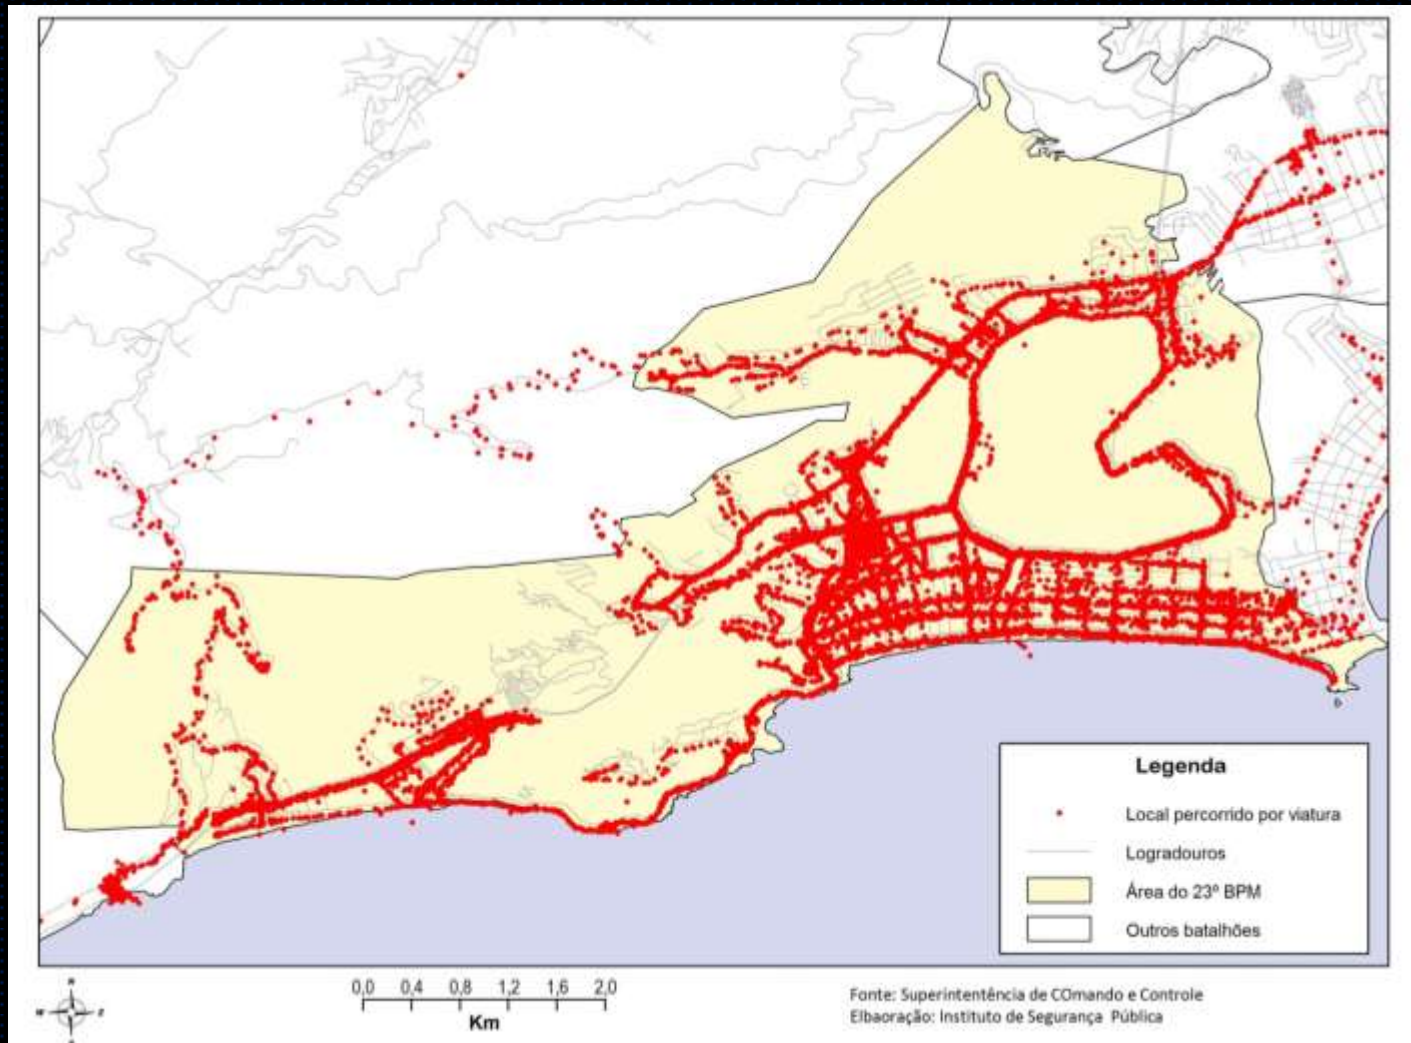 Legenda
Local percorrido por viatura
Logradouros
Área do 23º BPM
Outros batalhões
0,0 0,4 0,8 1,2 1,6 2,0
Km
Fonte: Superintentência de COmando e Controle
Elbaoração: Instituto de Segurança Pública